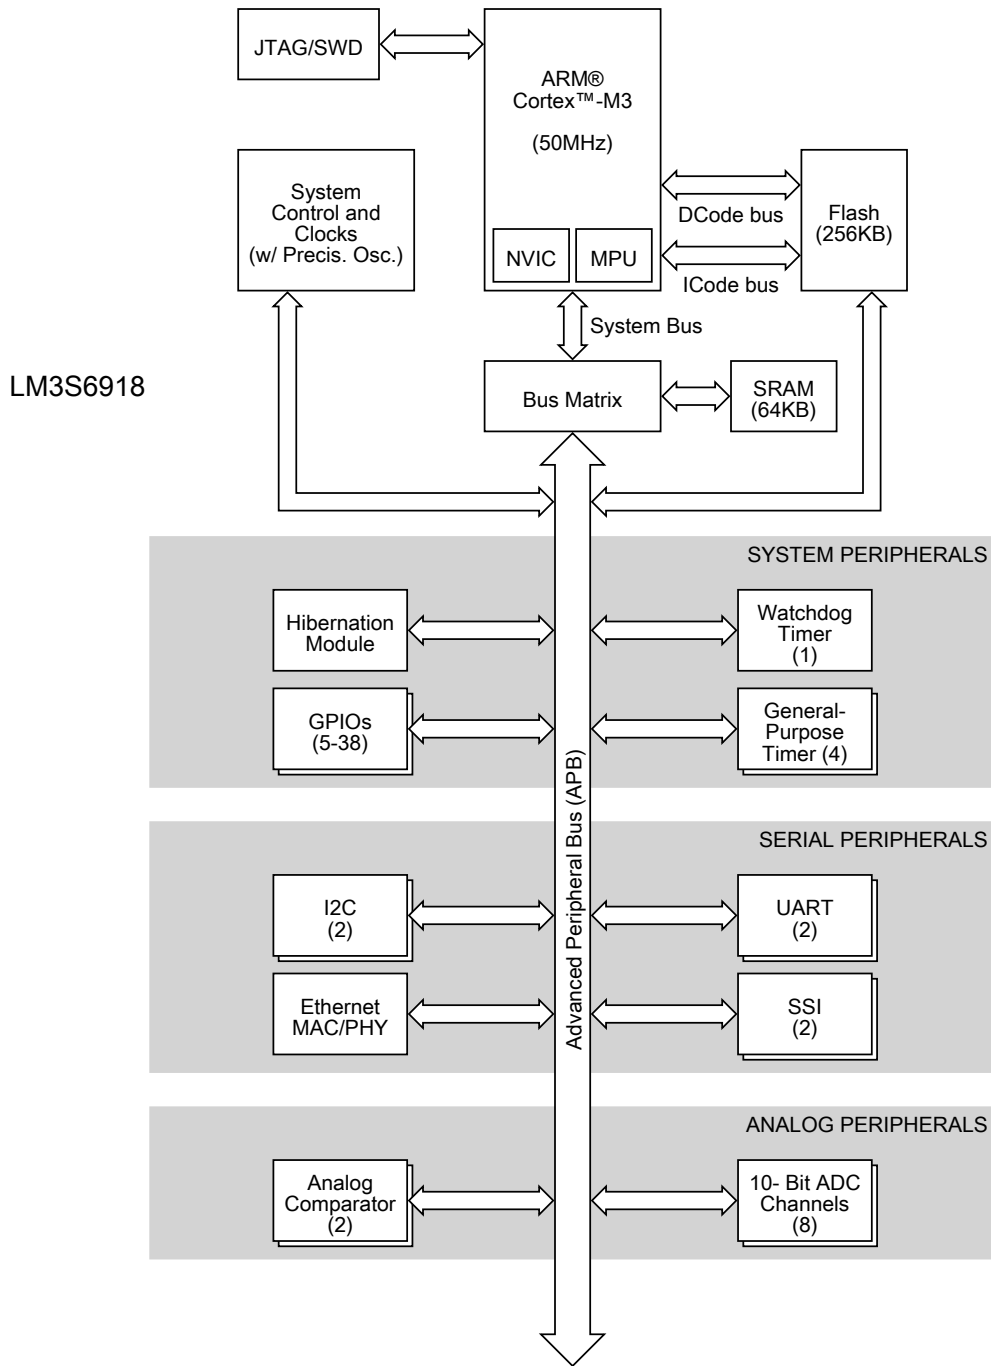 JTAG/SWD
ARM®
Cortex™-M3
(50MHz)
System
Control and
Clocks
(w/ Precis. Osc.)
DCode bus
Flash
(256KB)
NVIC
MPU
ICode bus
System Bus
LM3S6918
Bus Matrix
SRAM
(64KB)
SYSTEM PERIPHERALS
Hibernation
Module
Watchdog
Timer
(1)
GPIOs
(5-38)
General-
Purpose
Timer (4)
Advanced Peripheral Bus (APB)
SERIAL PERIPHERALS
I2C
(2)
UART
(2)
Ethernet
MAC/PHY
SSI
(2)
ANALOG PERIPHERALS
Analog
Comparator
(2)
10- Bit ADC
Channels
(8)